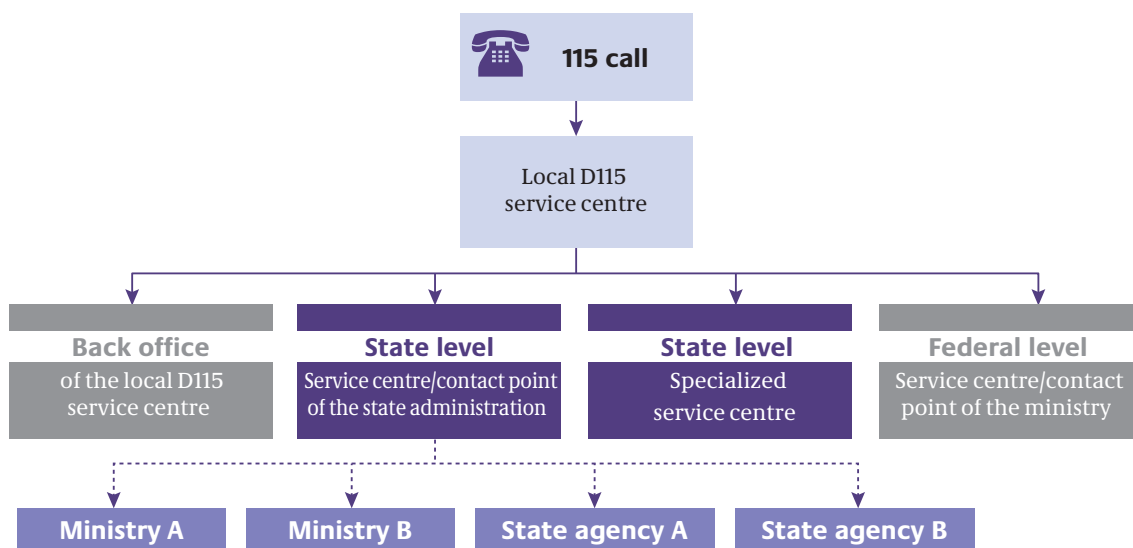 115 call
Local D115
service centre
Back office
of the local D115
service centre
State level
Service centre/contact point
of the state administration
State level
Specialized
service centre
Federal level
Service centre/contact
point of the ministry
Ministry A
Ministry B
State agency A
State agency B